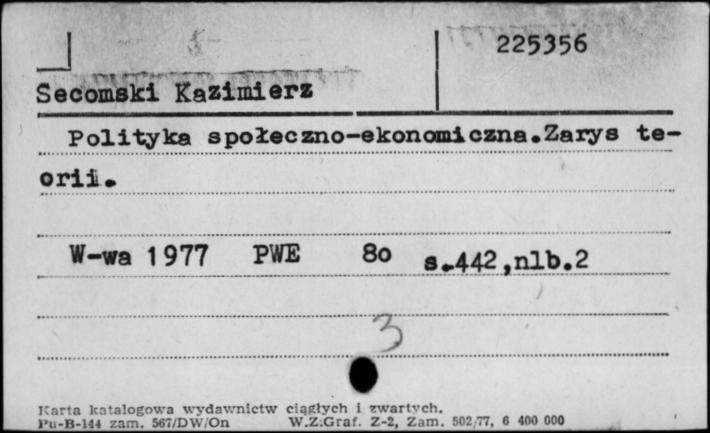 225356
Secomski Kazimierz
Polityka społeczno-ekonomiczna.Zarys te-
orii.
W-wa 1977 PWE 8o s.442,nlb.2
3
Karta katalogowa wydawnictw ciągłych i zwartych.
Pu-B-144 zam. 567/DW/On W.Z.Graf. Z-2, Zam. 502/77, 6 400 000